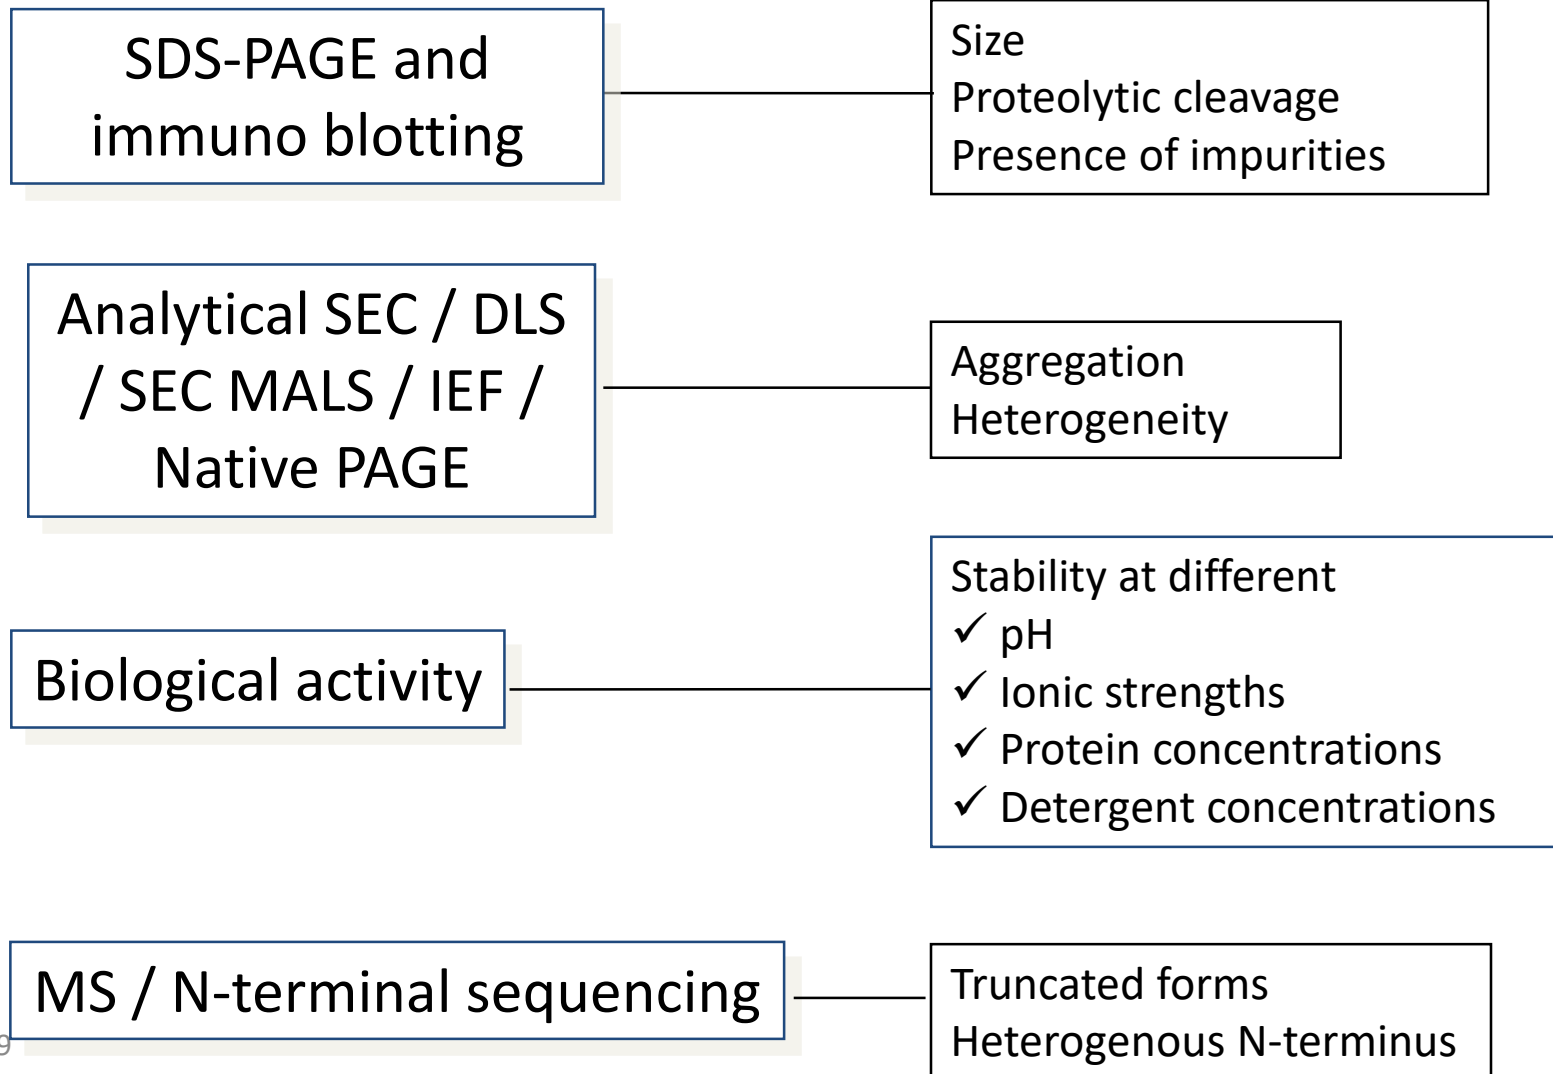 SDS-PAGE and
immuno blotting
Size
Proteolytic cleavage
Presence of impurities
Analytical SEC / DLS
/ SEC MALS / IEF /
Native PAGE
Aggregation
Heterogeneity
Biological activity
Stability at different
✓ pH
✓ Ionic strengths
✓ Protein concentrations
✓ Detergent concentrations
MS / N-terminal sequencing
Truncated forms
Heterogenous N-terminus
9